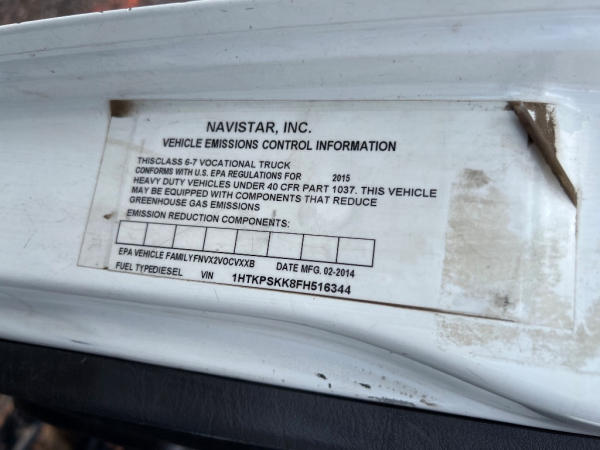 NAVISTAR, INC.
VEHICLE EMISSIONS CONTROL INFORMATION
THISCLASS 6-7 VOCATIONAL TRUCK
CONFORMS WITH U.S. EPA REGULATIONS FOR 2015
HEAVY DUTY VEHICLES UNDER 40 CFR PART 1037. THIS VEHICLE
MAY BE EQUIPPED WITH COMPONENTS THAT REDUCE
GREENHOUSE GAS EMISSIONS
EMISSION REDUCTION COMPONENTS:
EPA VEHICLE FAMILYFNVX2VOCVXXB DATE MFG. 02-2014
FUEL TYPEDIESEL VIN 1HTKPSKK8FH516344